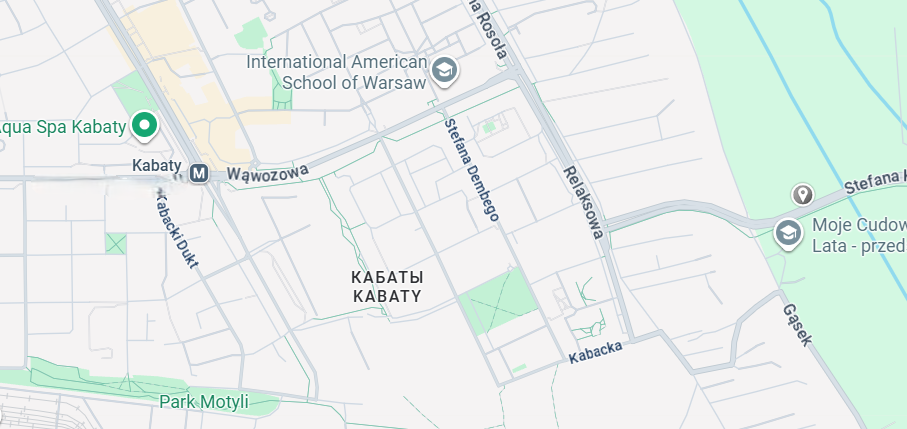 na Rosoła
International American
School of Warsaw
Aqua Spa Kabaty
Kabaty
M
Wąwozowa
Stefana Dembego
Relaksowa
Stefana K
Kabacki Dukt
Moje Cudow
Lata - przed
КАБАТЫ
KABATY
Gąsek
Kabacka
Park Motyli